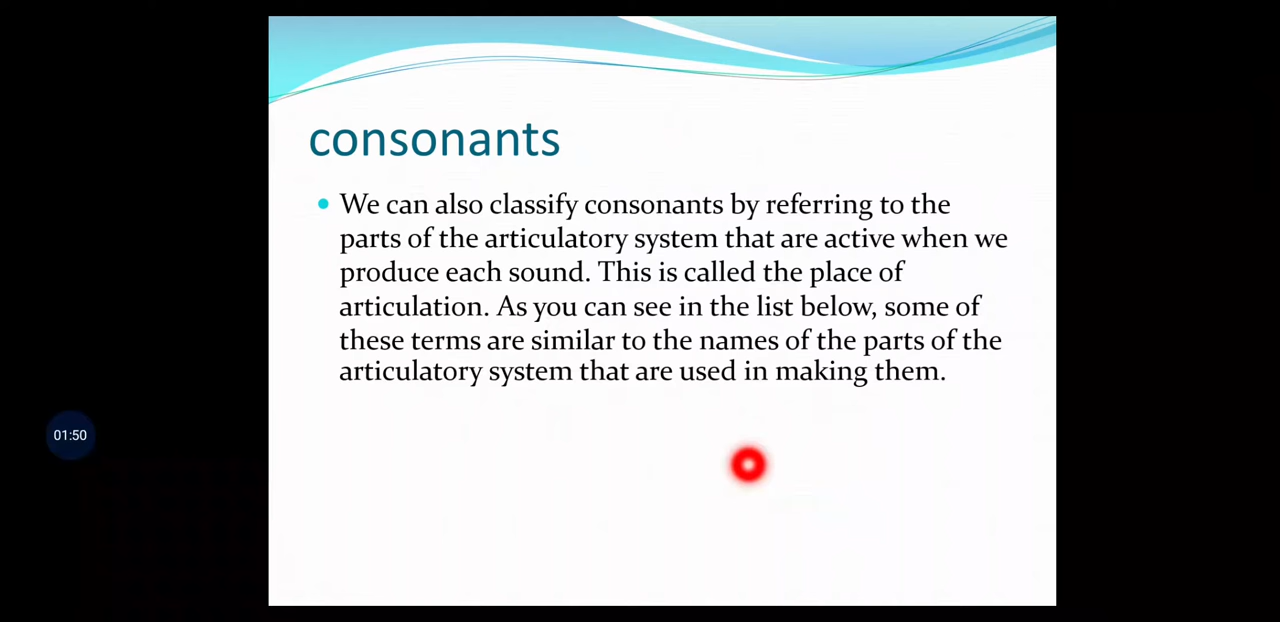 consonants
We can also classify consonants by referring to the
parts of the articulatory system that are active when we
produce each sound. This is called the place of
articulation. As you can see in the list below, some of
these terms are similar to the names of the parts of the
articulatory system that are used in making them.
01:50